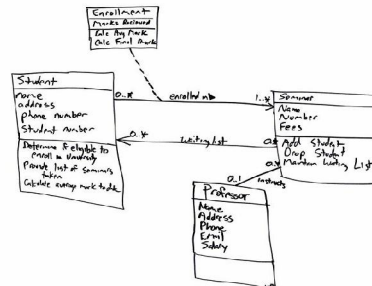 Enrollment
Marks Recieved
Calc Avg Mark
Calc Final Mark
Student
name
address
phone number
Student number
Determine if eligible to
enroll in University
Provide list of seminars
taken
Calculate average mark to date
0..*
enrolled in
1..*
0..*
Waiting list
0..*
Seminar
Name
Number
Fees
Add Student
Drop Student
Maintain Waiting List
0..*
instructs
0..1
Professor
Name
Address
Phone
Email
Salary